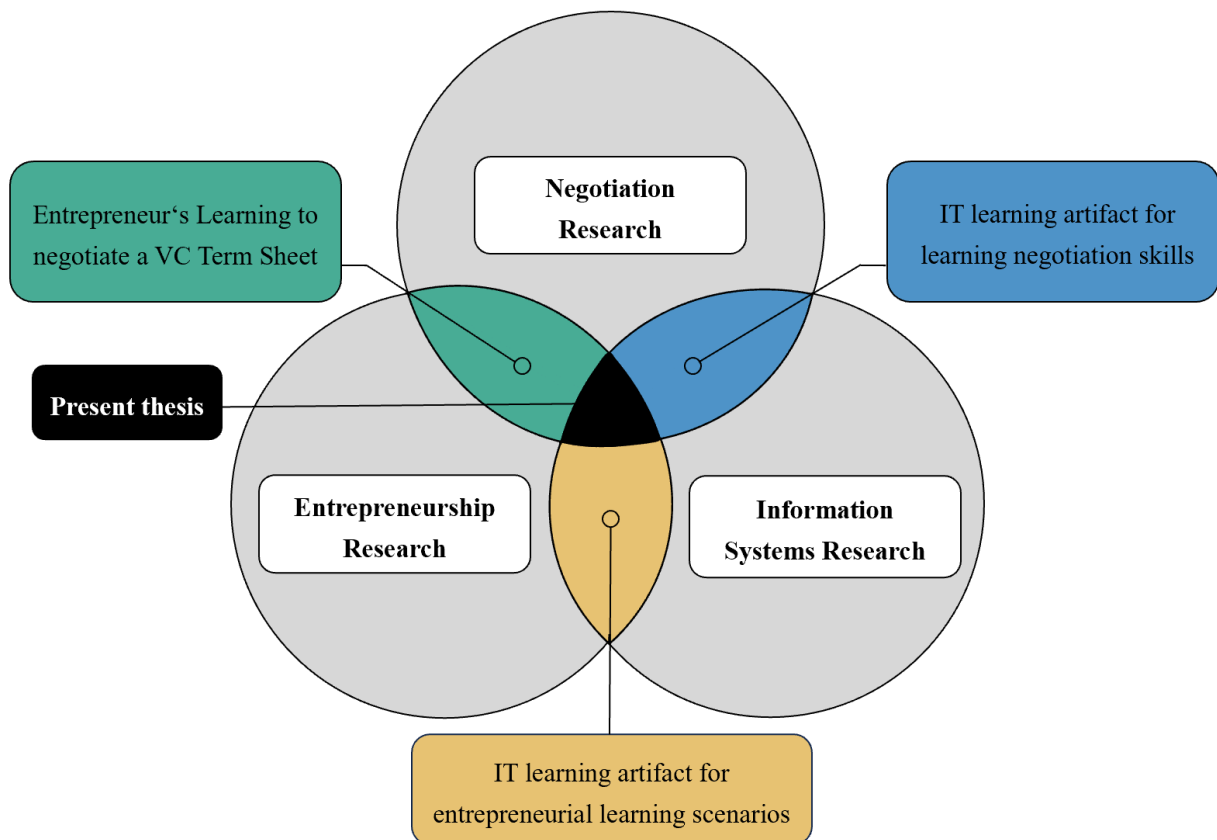 Negotiation
Research
Entrepreneur‘s Learning to
negotiate a VC Term Sheet
IT learning artifact for
learning negotiation skills
Present thesis
Entrepreneurship
Research
Information
Systems Research
IT learning artifact for
entrepreneurial learning scenarios